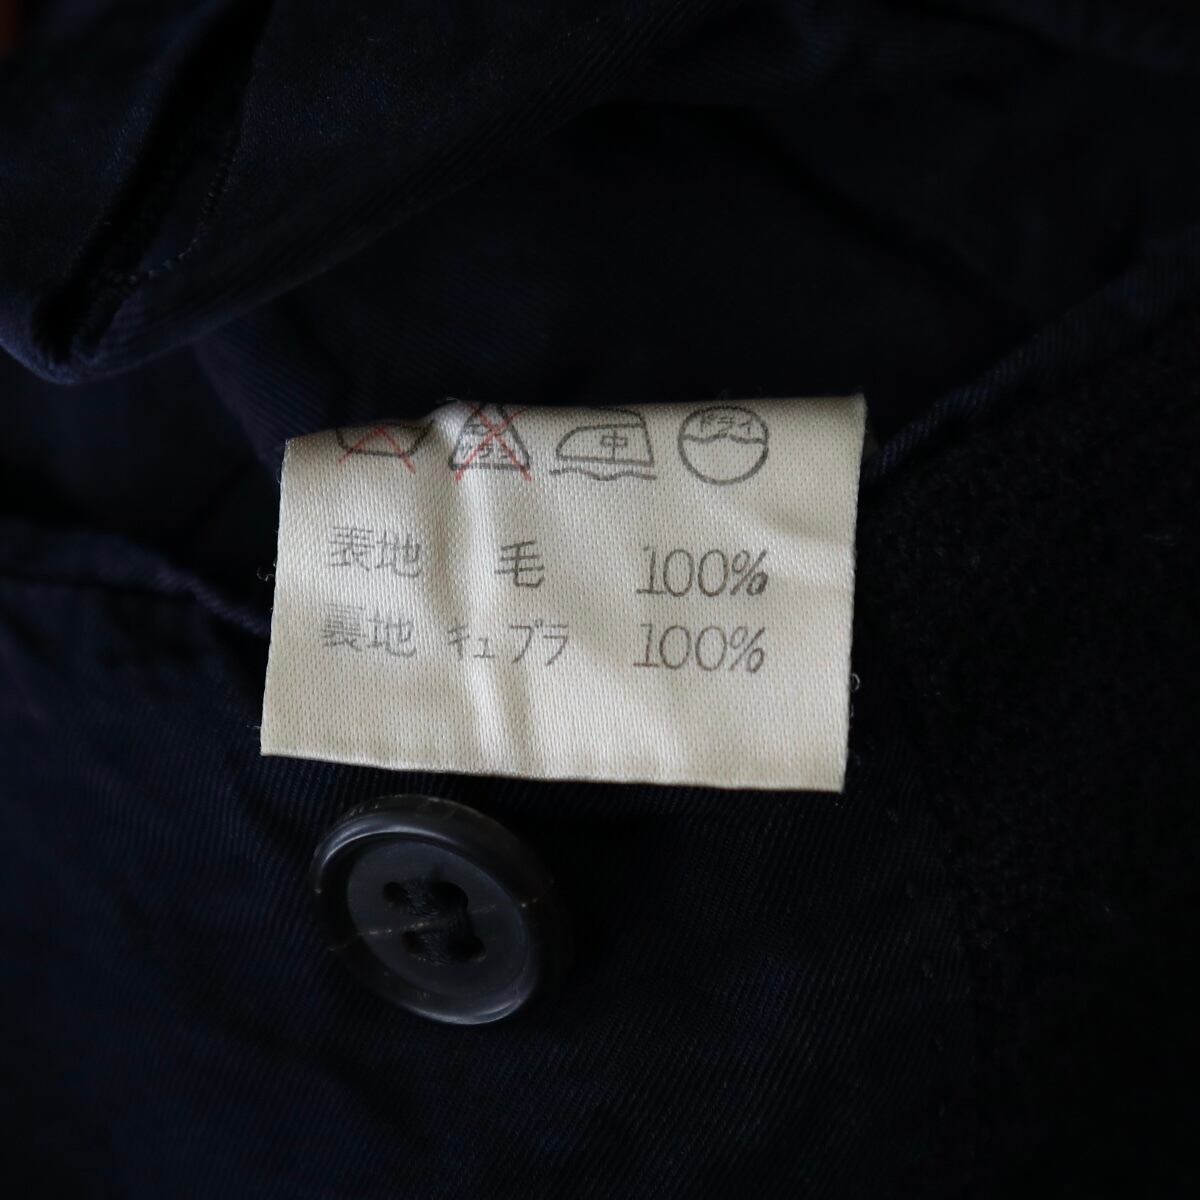 中 ドライ
表地 毛 100%
裏地 キュプラ 100%